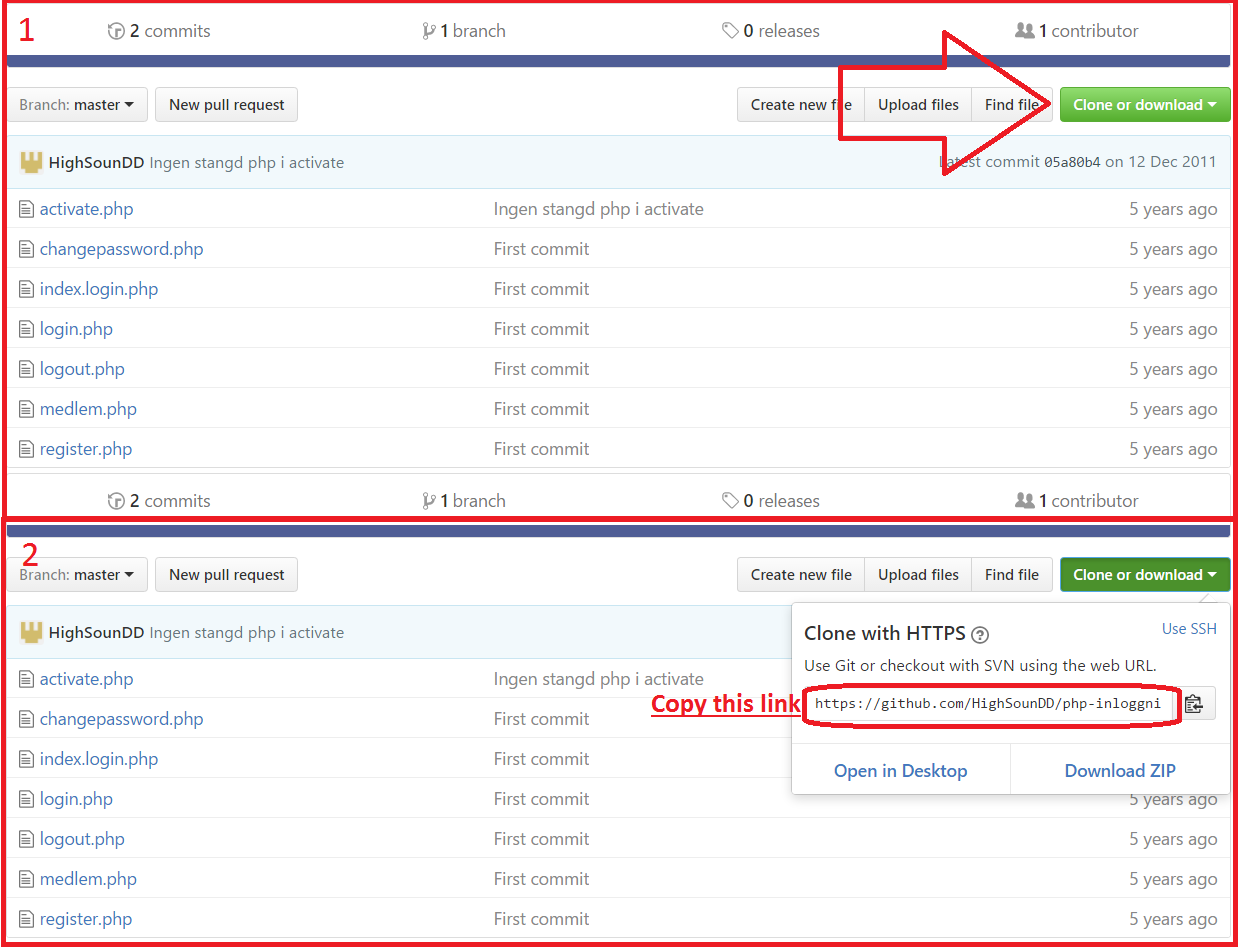 1
2 commits 1 branch 0 releases 1 contributor
Branch: master New pull request Create new file Upload files Find file Clone or download
HighSounDD Ingen stangd php i activate Latest commit 05a80b4 on 12 Dec 2011
activate.php Ingen stangd php i activate 5 years ago
changepassword.php First commit 5 years ago
index.login.php First commit 5 years ago
login.php First commit 5 years ago
logout.php First commit 5 years ago
medlem.php First commit 5 years ago
register.php First commit 5 years ago
2 commits 1 branch 0 releases 1 contributor
2
Branch: master New pull request Create new file Upload files Find file Clone or download
HighSounDD Ingen stangd php i activate
Clone with HTTPS ? Use SSH
Use Git or checkout with SVN using the web URL.
Copy this link https://github.com/HighSounDD/php-inloggni
Open in Desktop Download ZIP
activate.php Ingen stangd php i activate
changepassword.php First commit
index.login.php First commit
login.php First commit 5 years ago
logout.php First commit 5 years ago
medlem.php First commit 5 years ago
register.php First commit 5 years ago